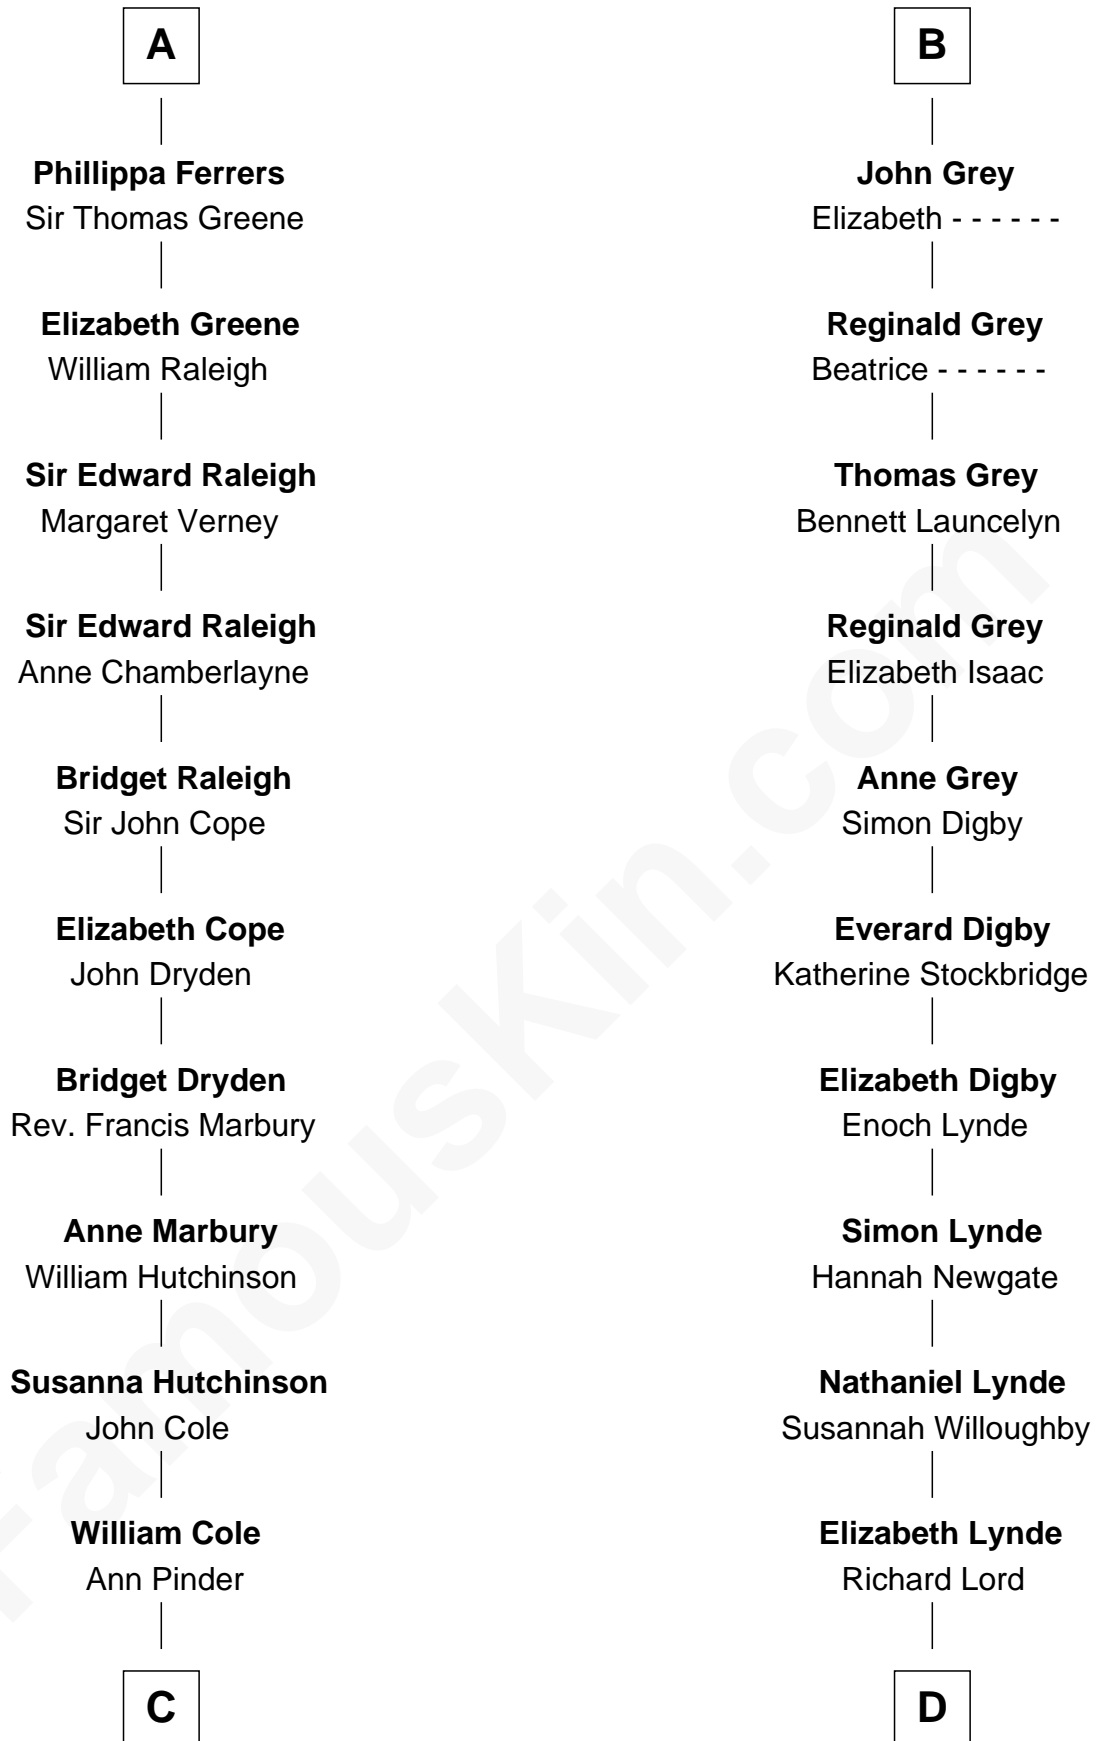 A
Phillippa Ferrers
Sir Thomas Greene
Elizabeth Greene
William Raleigh
Sir Edward Raleigh
Margaret Verney
Sir Edward Raleigh
Anne Chamberlayne
Bridget Raleigh
Sir John Cope
Elizabeth Cope
John Dryden
Bridget Dryden
Rev. Francis Marbury
Anne Marbury
William Hutchinson
Susanna Hutchinson
John Cole
William Cole
Ann Pinder
C
B
John Grey
Elizabeth - - - - - -
Reginald Grey
Beatrice - - - - - -
Thomas Grey
Bennett Launcelyn
Reginald Grey
Elizabeth Isaac
Anne Grey
Simon Digby
Everard Digby
Katherine Stockbridge
Elizabeth Digby
Enoch Lynde
Simon Lynde
Hannah Newgate
Nathaniel Lynde
Susannah Willoughby
Elizabeth Lynde
Richard Lord
D
FamousKin.com